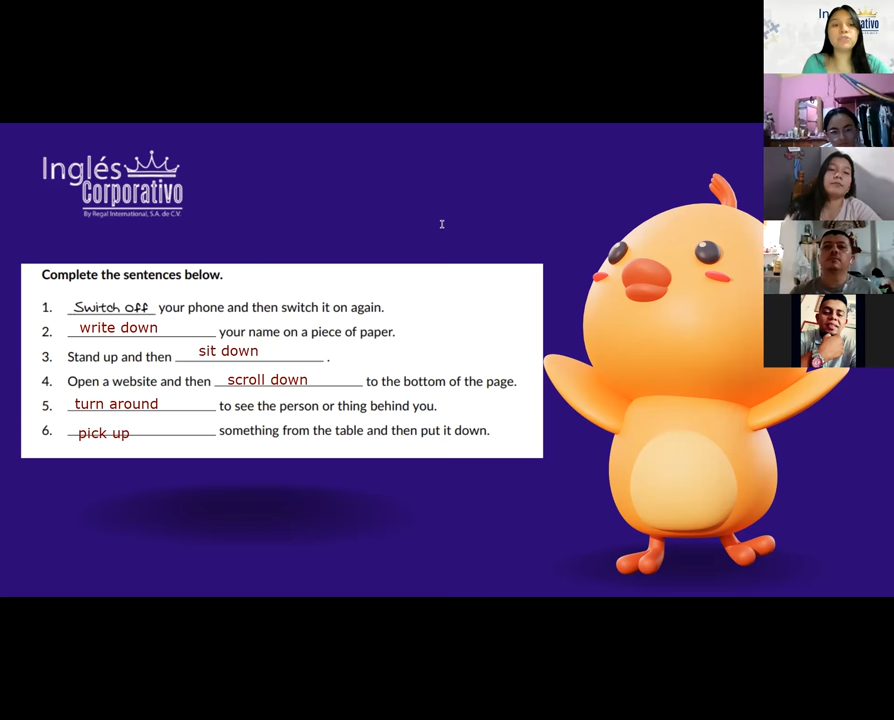 Inglés
Corporativo
By Regal International, S.A. de C.V.
Complete the sentences below.
1. Switch off your phone and then switch it on again.
2. write down your name on a piece of paper.
3. Stand up and then sit down .
4. Open a website and then scroll down to the bottom of the page.
5. turn around to see the person or thing behind you.
6. pick up something from the table and then put it down.
In
ativo